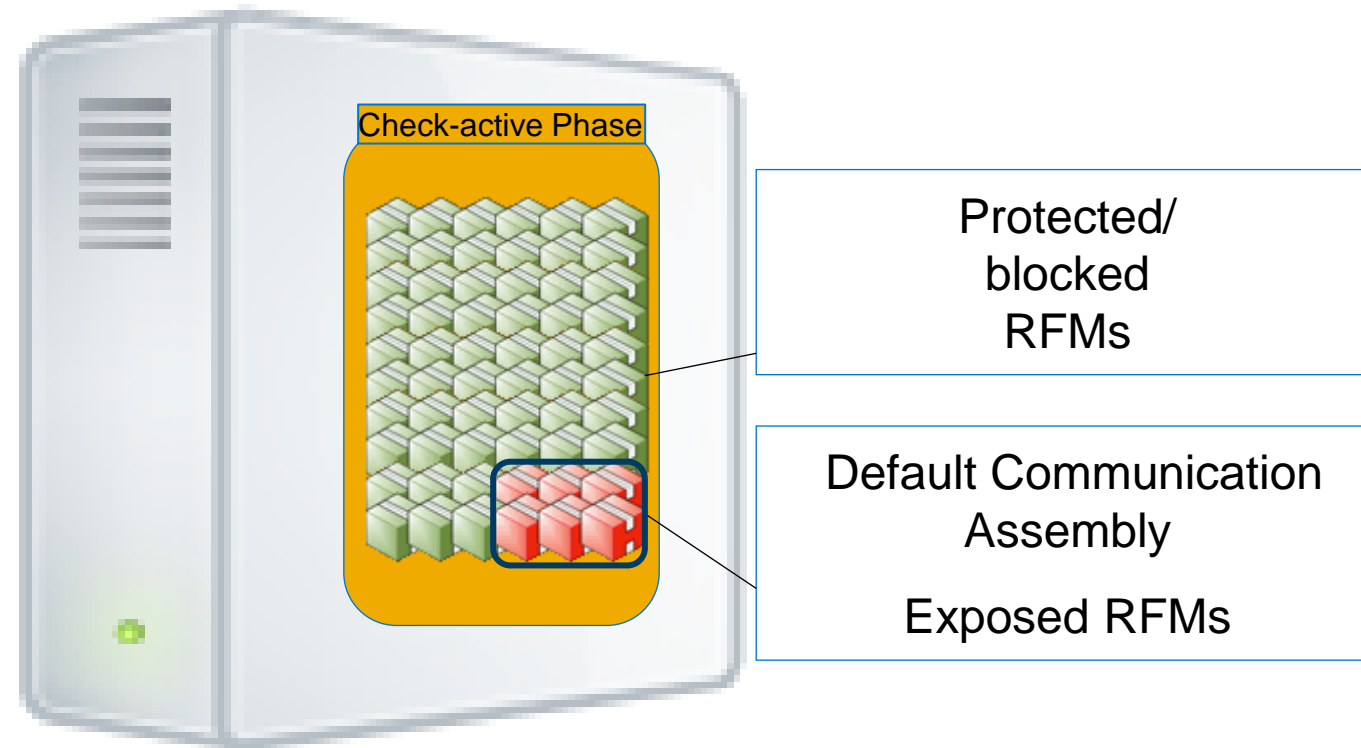 Check-active Phase
Protected/
blocked
RFMs
Default Communication
Assembly
Exposed RFMs